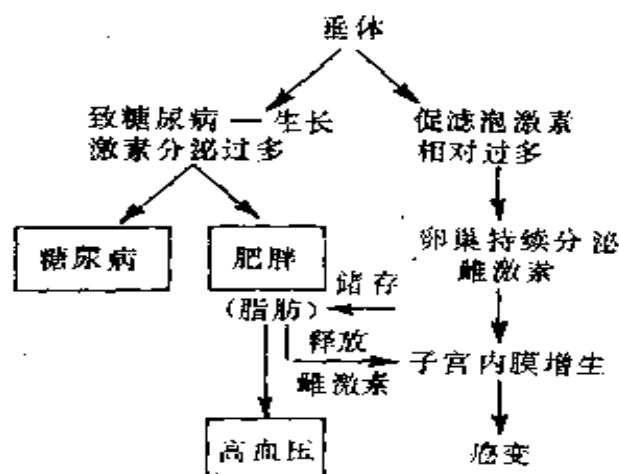 垂体
致糖尿病—生长
激素分泌过多
促滤泡激素
相对过多
糖尿病
肥胖
(脂肪)
卵巢持续分泌
雌激素
储存
释放
雌激素
子宫内膜增生
高血压
癌变